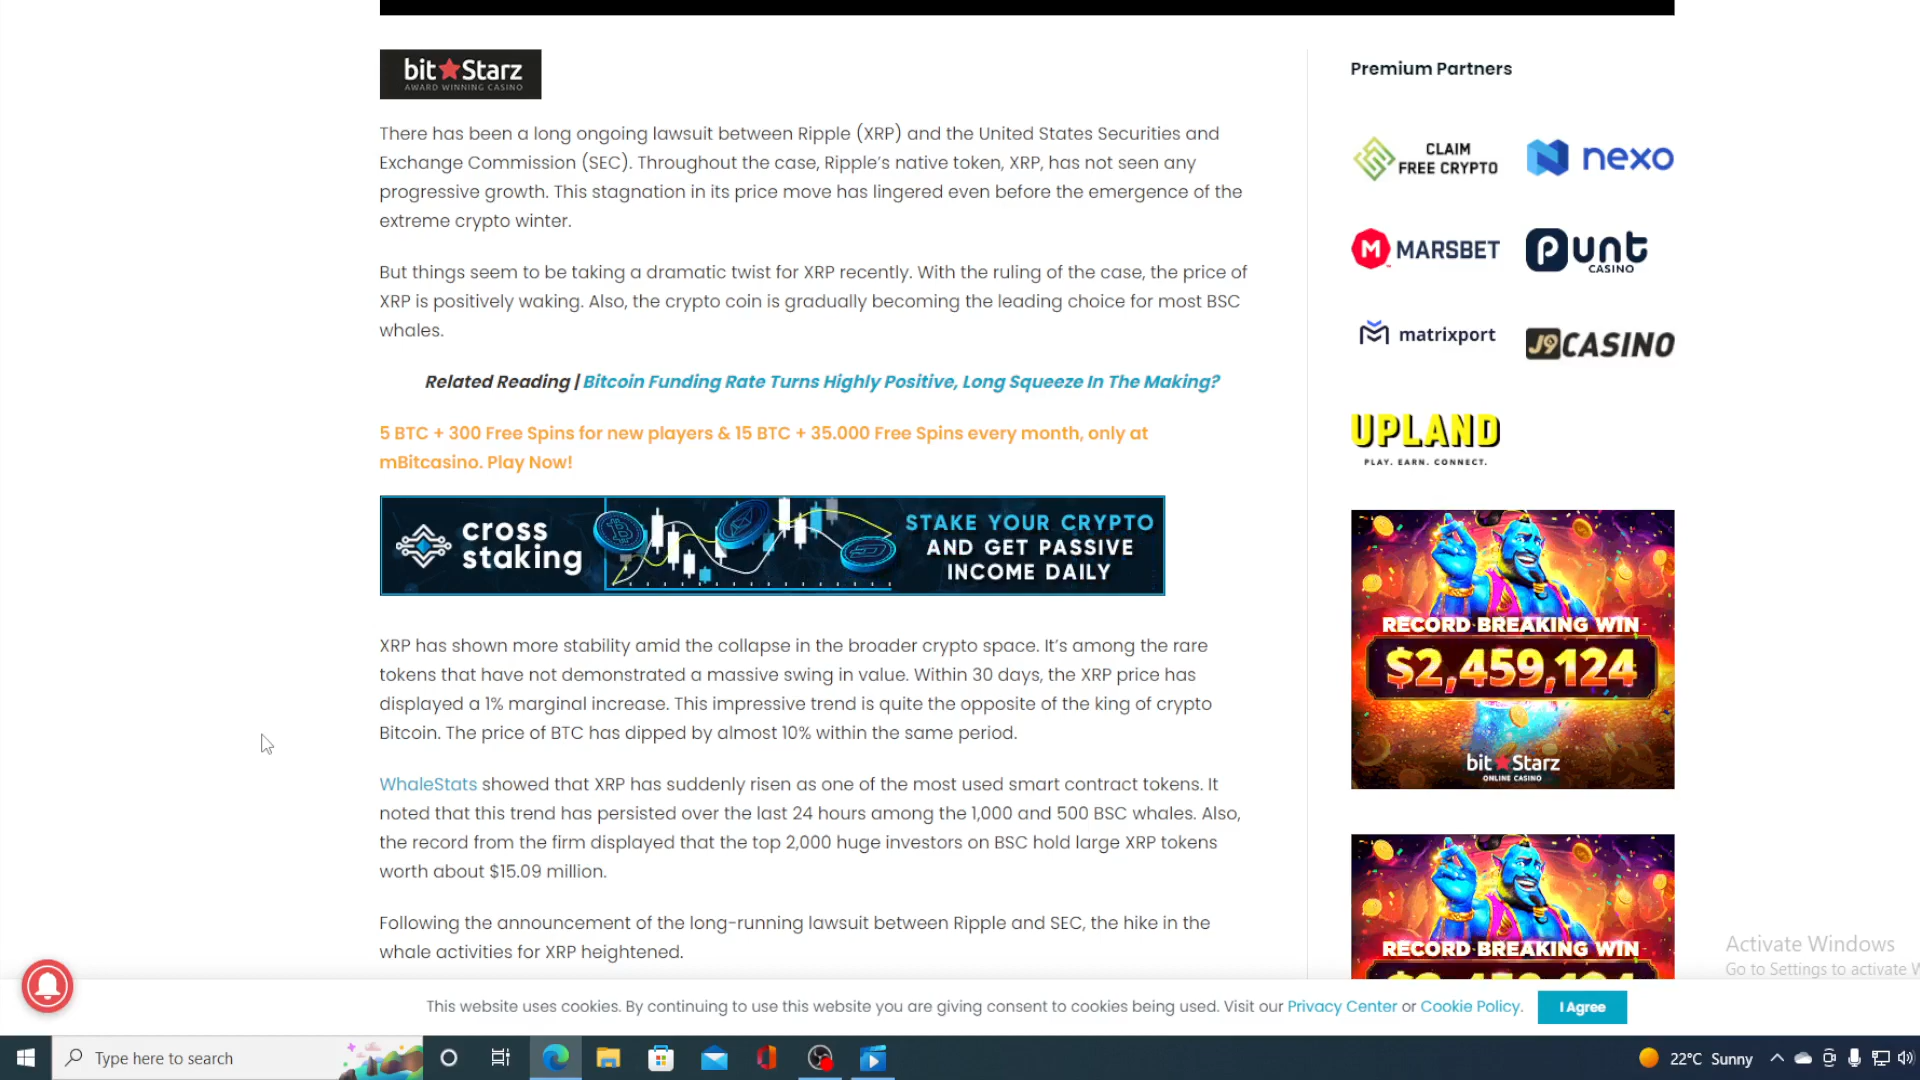 bit Starz
AWARD WINNING CASINO
There has been a long ongoing lawsuit between Ripple (XRP) and the United States Securities and
Exchange Commission (SEC). Throughout the case, Ripple's native token, XRP, has not seen any
progressive growth. This stagnation in its price move has lingered even before the emergence of the
extreme crypto winter.
But things seem to be taking a dramatic twist for XRP recently. With the ruling of the case, the price of
XRP is positively waking. Also, the crypto coin is gradually becoming the leading choice for most BSC
whales.
Related Reading | Bitcoin Funding Rate Turns Highly Positive, Long Squeeze In The Making?
5 BTC + 300 Free Spins for new players & 15 BTC + 35.000 Free Spins every month, only at
mBitcasino. Play Now!
cross
staking
STAKE YOUR CRYPTO
AND GET PASSIVE
INCOME DAILY
XRP has shown more stability amid the collapse in the broader crypto space. It's among the rare
tokens that have not demonstrated a massive swing in value. Within 30 days, the XRP price has
displayed a 1% marginal increase. This impressive trend is quite the opposite of the king of crypto
Bitcoin. The price of BTC has dipped by almost 10% within the same period.
WhaleStats showed that XRP has suddenly risen as one of the most used smart contract tokens. It
noted that this trend has persisted over the last 24 hours among the 1,000 and 500 BSC whales. Also,
the record from the firm displayed that the top 2,000 huge investors on BSC hold large XRP tokens
worth about $15.09 million.
Following the announcement of the long-running lawsuit between Ripple and SEC, the hike in the
whale activities for XRP heightened.
Premium Partners
CLAIM
FREE CRYPTO
nexo
M MARSBET
Punt
CASINO
matrixport
J9 CASINO
UPLAND
PLAY. EARN. CONNECT.
RECORD BREAKING WIN
$2,459,124
bit Starz
ONLINE CASINO
RECORD BREAKING WIN
Activate Windows
Go to Settings to activate W
This website uses cookies. By continuing to use this website you are giving consent to cookies being used. Visit our Privacy Center or Cookie Policy.
I Agree
Type here to search
22°C Sunny